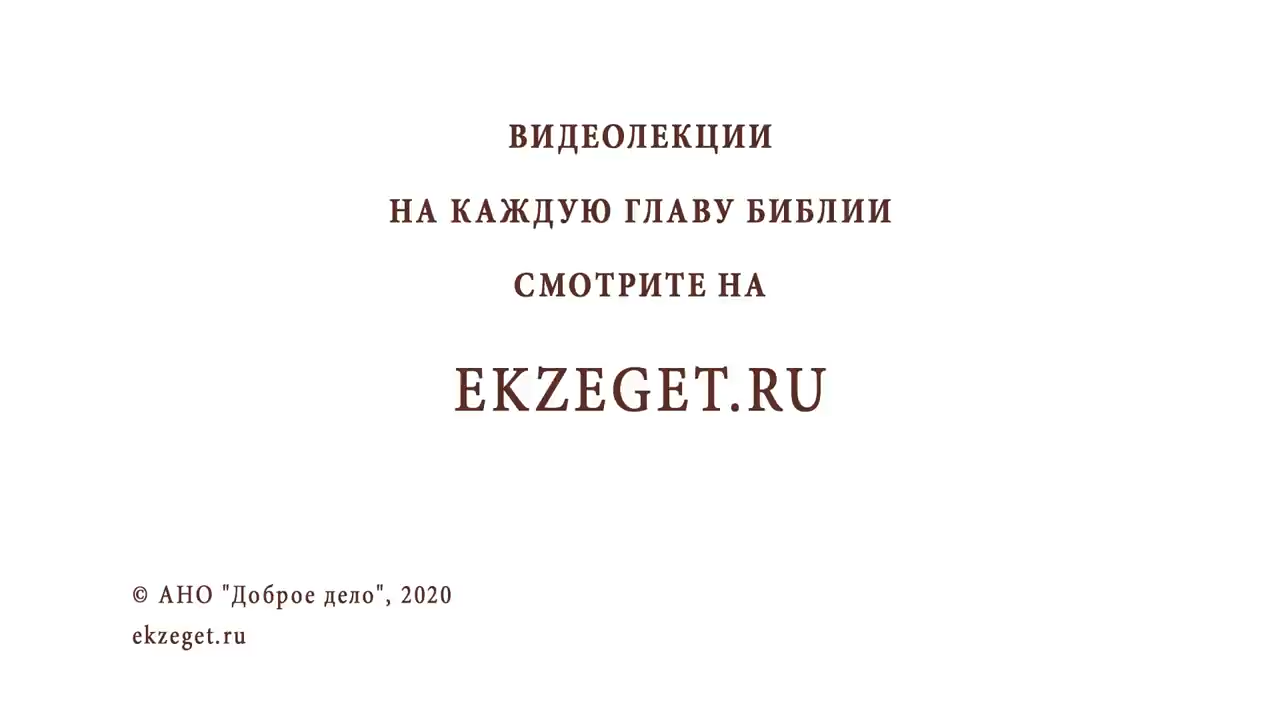 ВИДЕОЛЕКЦИИ
НА КАЖДУЮ ГЛАВУ БИБЛИИ
СМОТРИТЕ НА
EKZEGET.RU
© АНО "Доброе дело", 2020
ekzeget.ru